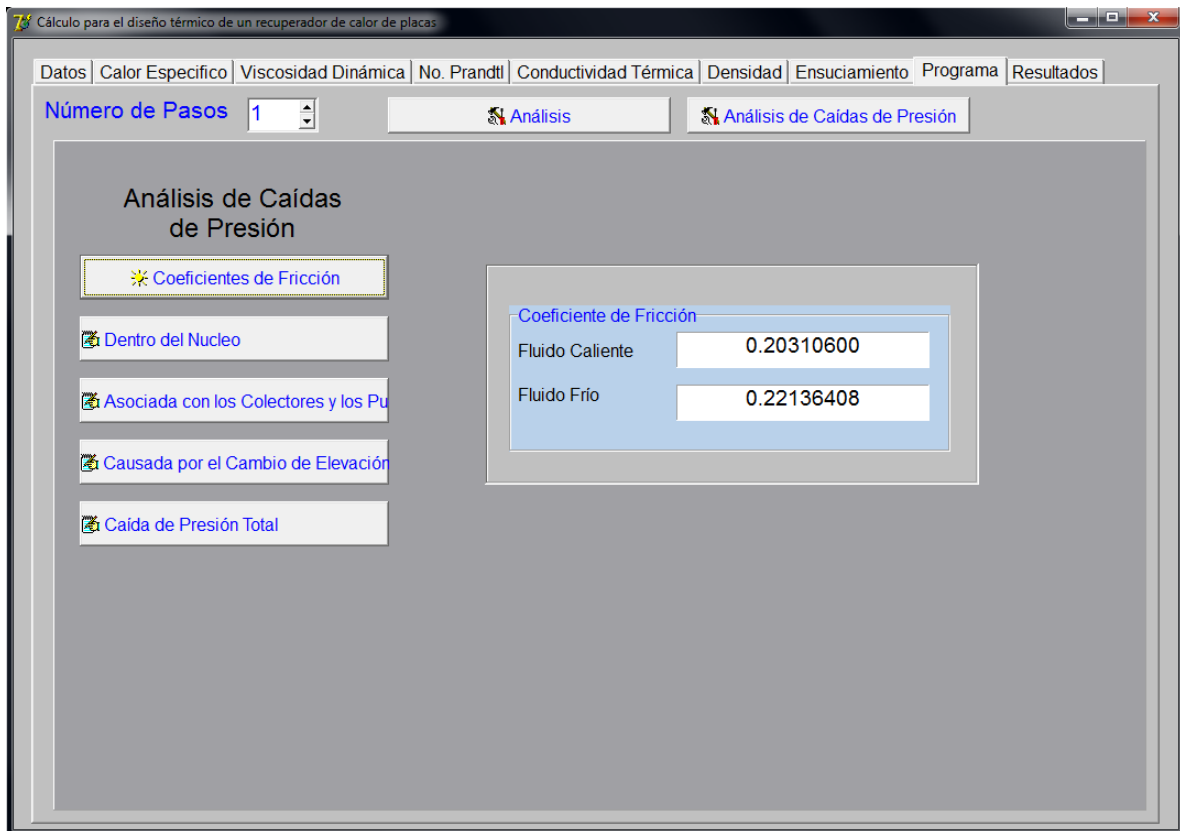 Cálculo para el diseño térmico de un recuperador de calor de placas
Datos Calor Especifico Viscosidad Dinámica No. Prandtl Conductividad Térmica Densidad Ensuciamiento Programa Resultados
Número de Pasos 1 Análisis Análisis de Caídas de Presión
Análisis de Caídas
de Presión
Coeficientes de Fricción
Dentro del Nucleo
Asociada con los Colectores y los Pu
Causada por el Cambio de Elevación
Caída de Presión Total
Coeficiente de Fricción
Fluido Caliente 0.20310600
Fluido Frío 0.22136408